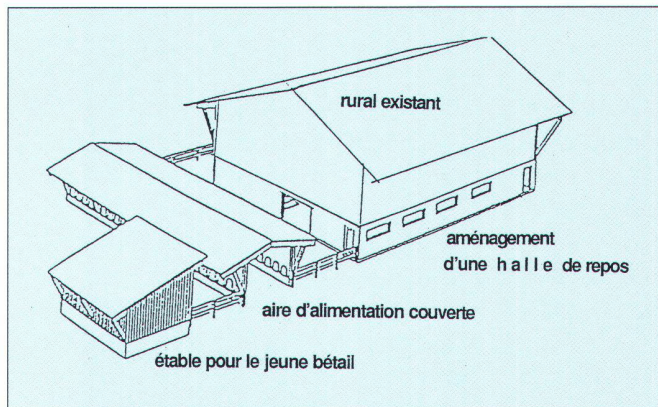 rural existant
aménagement
d'une halle de repos
aire d'alimentation couverte
étable pour le jeune bétail